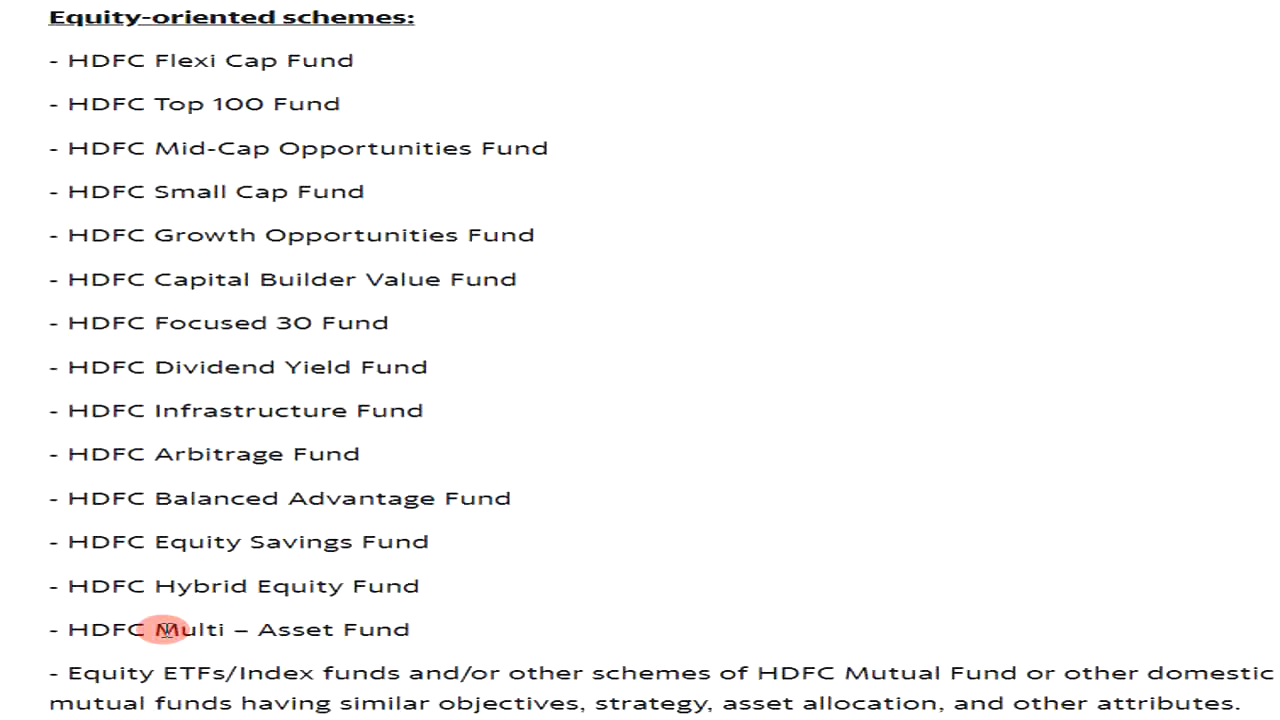 Equity-oriented schemes:
- HDFC Flexi Cap Fund
- HDFC Top 100 Fund
- HDFC Mid-Cap Opportunities Fund
- HDFC Small Cap Fund
- HDFC Growth Opportunities Fund
- HDFC Capital Builder Value Fund
- HDFC Focused 30 Fund
- HDFC Dividend Yield Fund
- HDFC Infrastructure Fund
- HDFC Arbitrage Fund
- HDFC Balanced Advantage Fund
- HDFC Equity Savings Fund
- HDFC Hybrid Equity Fund
- HDFC Multi – Asset Fund
- Equity ETFs/Index funds and/or other schemes of HDFC Mutual Fund or other domestic
mutual funds having similar objectives, strategy, asset allocation, and other attributes.